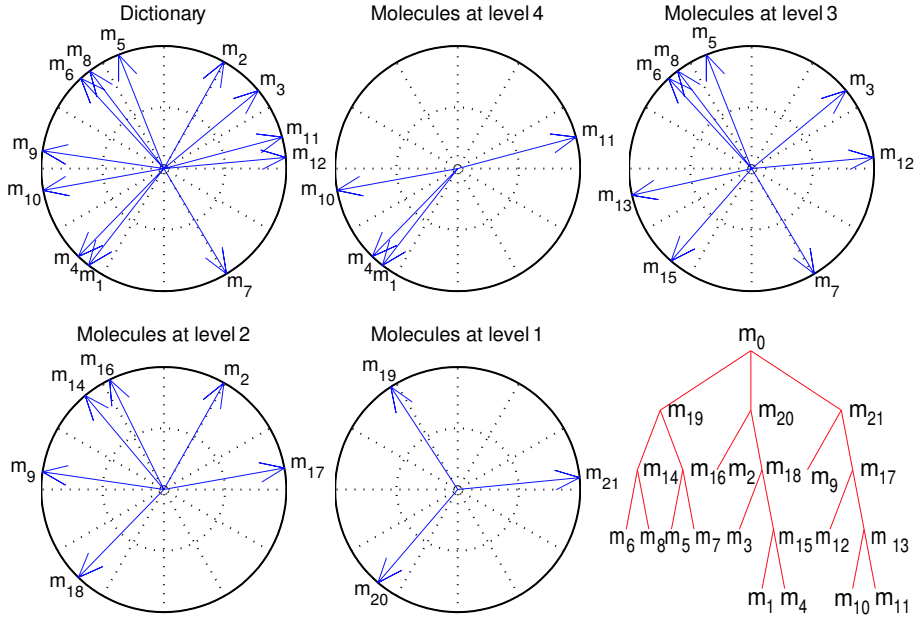 Dictionary
m5
m8
m6
m2
m3
m11
m12
m9
m10
m4
m1
m7
Molecules at level 4
m11
m10
m4
m1
Molecules at level 3
m5
m8
m6
m3
m12
m13
m15
m7
Molecules at level 2
m16
m14
m2
m9
m17
m18
Molecules at level 1
m19
m21
m20
m0
m19 m20 m21
m14 m16 m2 m18 m9 m17
m6 m8 m5 m7 m3 m15 m12 m13
m1 m4 m10 m11